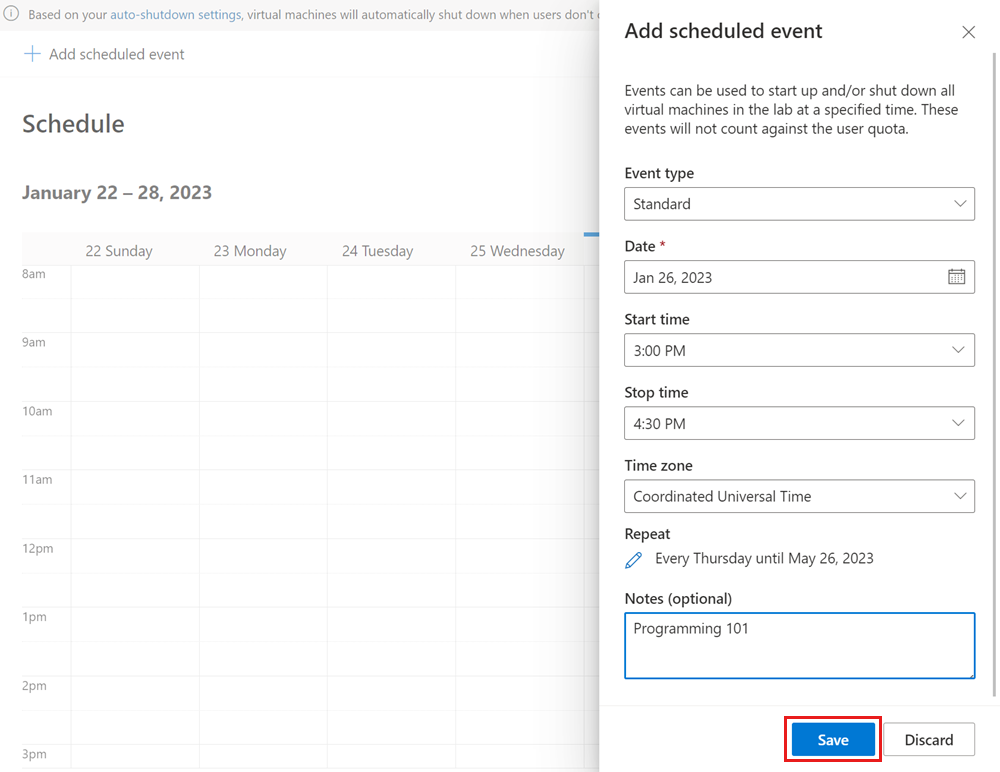 Based on your auto-shutdown settings, virtual machines will automatically shut down when users don't
Add scheduled event
Schedule
January 22 – 28, 2023
22 Sunday 23 Monday 24 Tuesday 25 Wednesday
8am
9am
10am
11am
12pm
1pm
2pm
3pm
Add scheduled event
Events can be used to start up and/or shut down all
virtual machines in the lab at a specified time. These
events will not count against the user quota.
Event type
Standard
Date *
Jan 26, 2023
Start time
3:00 PM
Stop time
4:30 PM
Time zone
Coordinated Universal Time
Repeat
Every Thursday until May 26, 2023
Notes (optional)
Programming 101
Save Discard